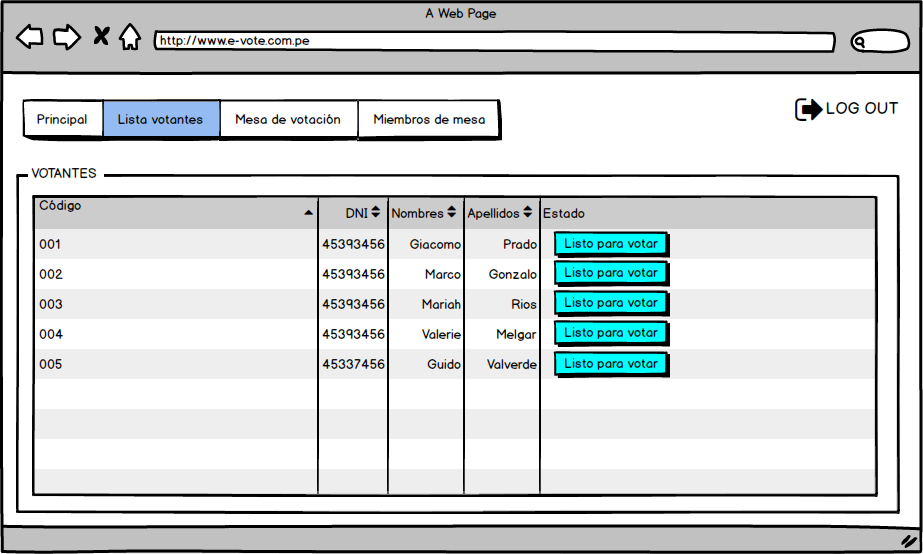 A Web Page
http://www.e-vote.com.pe
LOG OUT
Principal Lista votantes Mesa de votación Miembros de mesa
VOTANTES
Código DNI Nombres Apellidos Estado
001 45393456 Giacomo Prado Listo para votar
002 45393456 Marco Gonzalo Listo para votar
003 45393456 Mariah Rios Listo para votar
004 45393456 Valerie Melgar Listo para votar
005 45337456 Guido Valverde Listo para votar